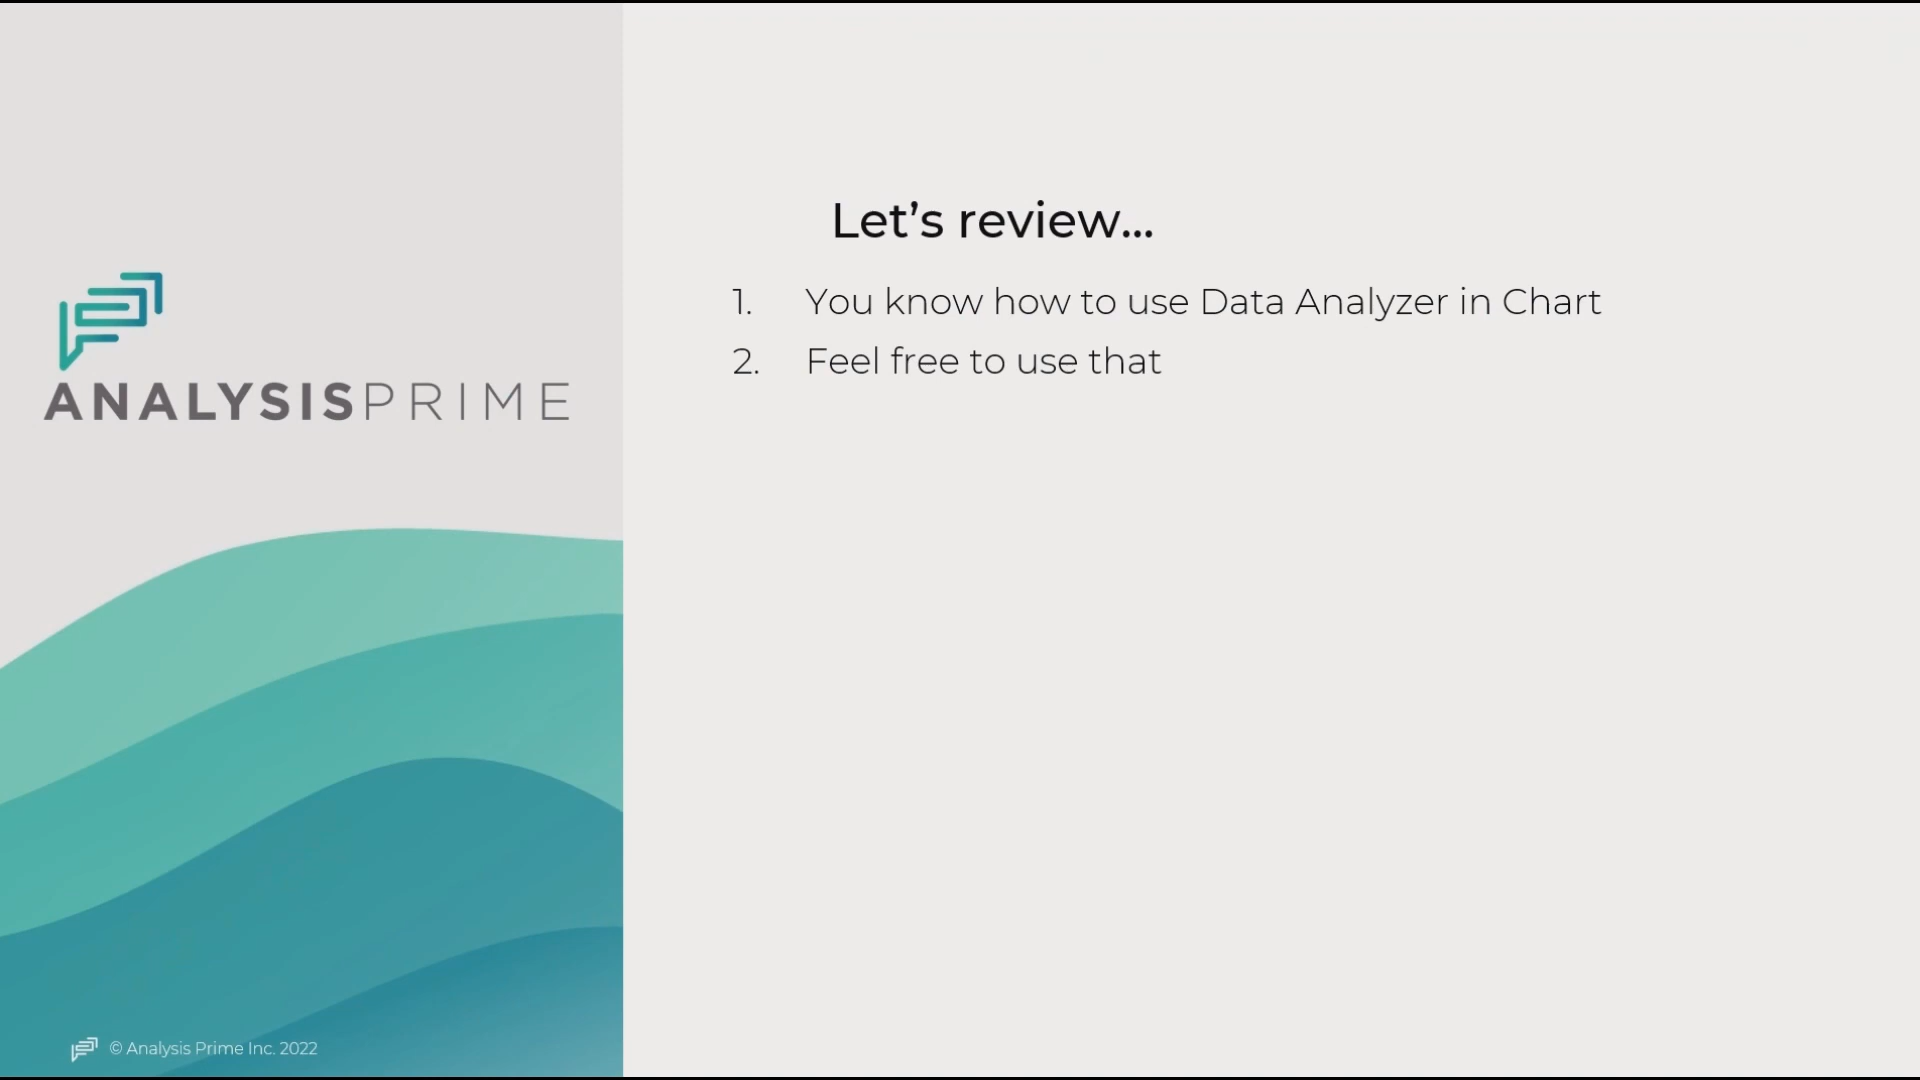 ANALYSISPRIME
Let’s review...
1. You know how to use Data Analyzer in Chart
2. Feel free to use that
© Analysis Prime Inc. 2022